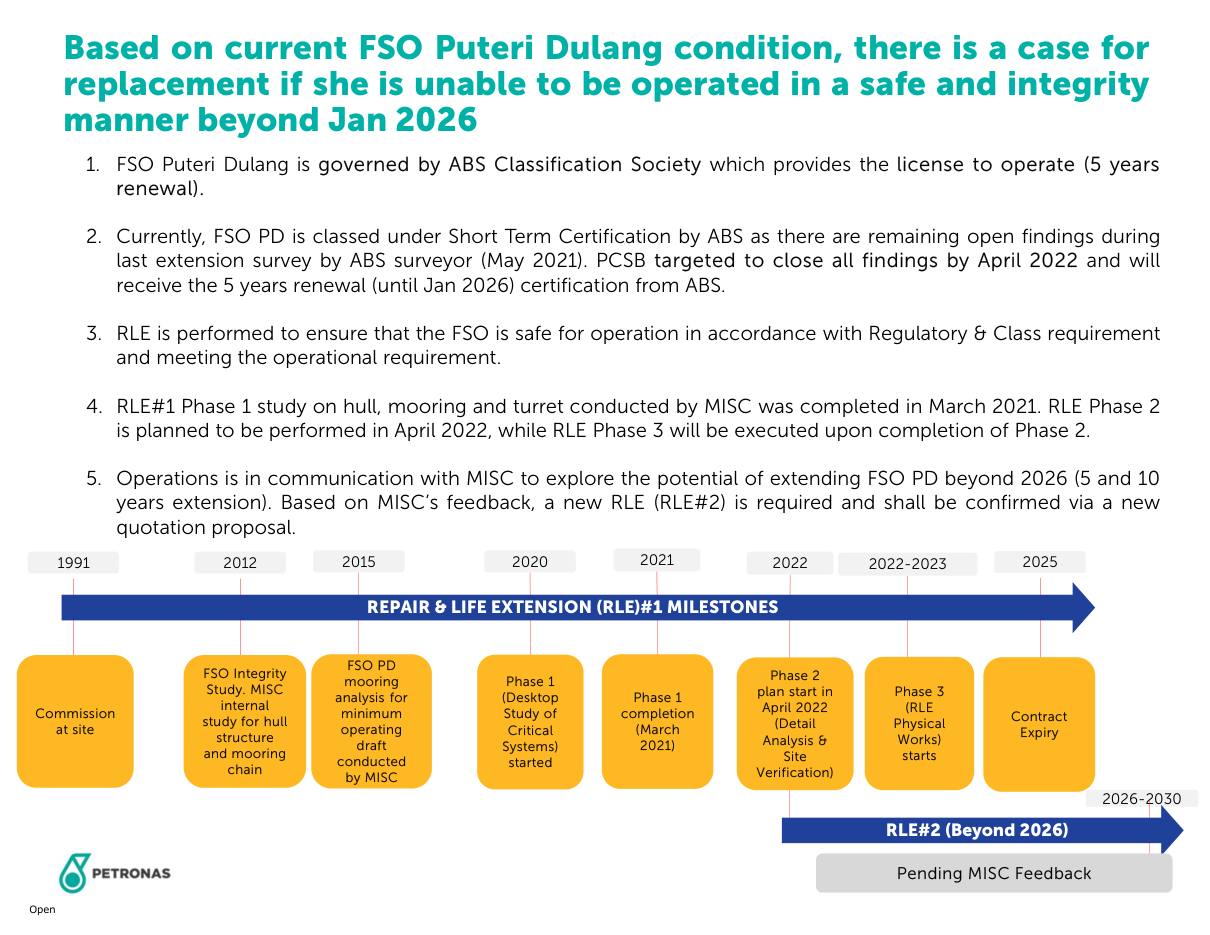 Based on current FSO Puteri Dulang condition, there is a case for
replacement if she is unable to be operated in a safe and integrity
manner beyond Jan 2026
1. FSO Puteri Dulang is governed by ABS Classification Society which provides the license to operate (5 years
renewal).
2. Currently, FSO PD is classed under Short Term Certification by ABS as there are remaining open findings during
last extension survey by ABS surveyor (May 2021). PCSB targeted to close all findings by April 2022 and will
receive the 5 years renewal (until Jan 2026) certification from ABS.
3. RLE is performed to ensure that the FSO is safe for operation in accordance with Regulatory & Class requirement
and meeting the operational requirement.
4. RLE#1 Phase 1 study on hull, mooring and turret conducted by MISC was completed in March 2021. RLE Phase 2
is planned to be performed in April 2022, while RLE Phase 3 will be executed upon completion of Phase 2.
5. Operations is in communication with MISC to explore the potential of extending FSO PD beyond 2026 (5 and 10
years extension). Based on MISC's feedback, a new RLE (RLE#2) is required and shall be confirmed via a new
quotation proposal.
1991
2012
2015
2020
2021
2022
2022-2023
2025
REPAIR & LIFE EXTENSION (RLE)#1 MILESTONES
Commission
at site
FSO Integrity
Study. MISC
internal
study for hull
structure
and mooring
chain
FSO PD
mooring
analysis for
minimum
operating
draft
conducted
by MISC
Phase 1
(Desktop
Study of
Critical
Systems)
started
Phase 1
completion
(March
2021)
Phase 2
plan start in
April 2022
(Detail
Analysis &
Site
Verification)
Phase 3
(RLE
Physical
Works)
starts
Contract
Expiry
2026-2030
RLE#2 (Beyond 2026)
Pending MISC Feedback
PETRONAS
Open